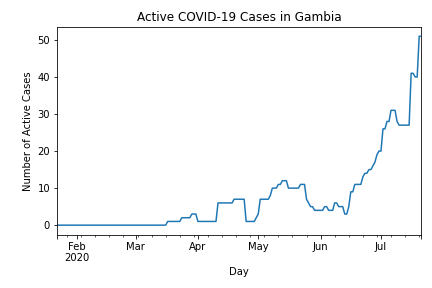 Active COVID-19 Cases in Gambia
50
40
30
20
10
0
Number of Active Cases
Feb
2020
Mar
Apr
May
Jun
Jul
Day